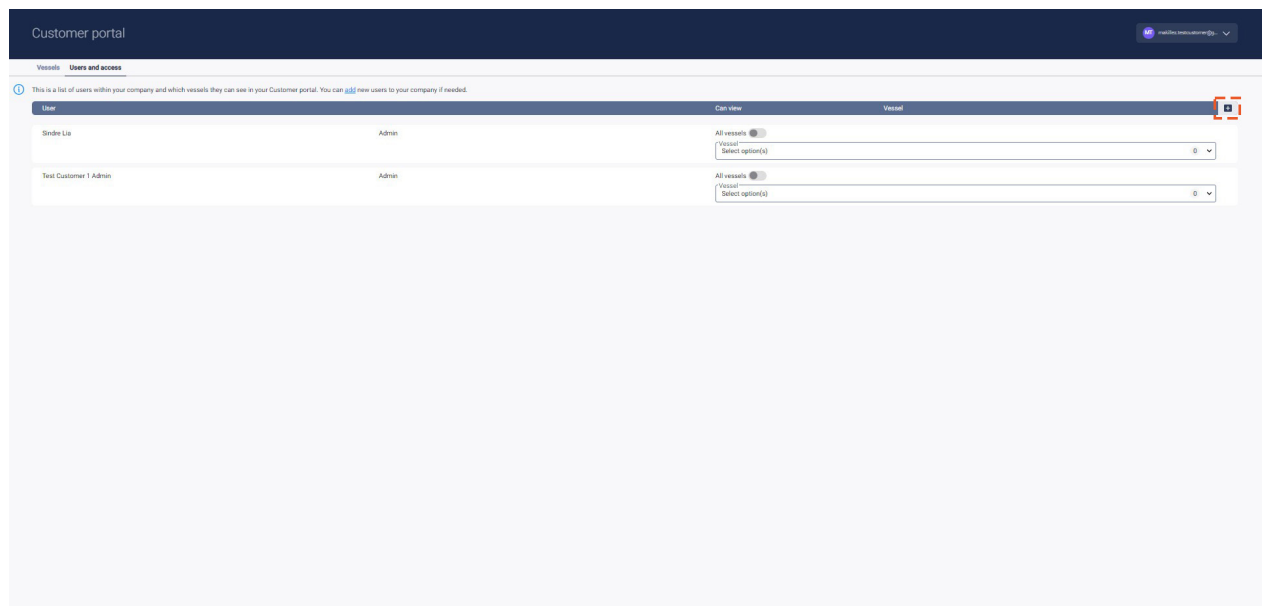 Customer portal
MT
Vessels Users and access
This is a list of users within your company and which vessels they can see in your Customer portal. You can add new users to your company if needed.
User Can view Vessel
Sindre Lia Admin All vessels
Vessel
Select option(s) 0
Test Customer 1 Admin Admin All vessels
Vessel
Select option(s) 0